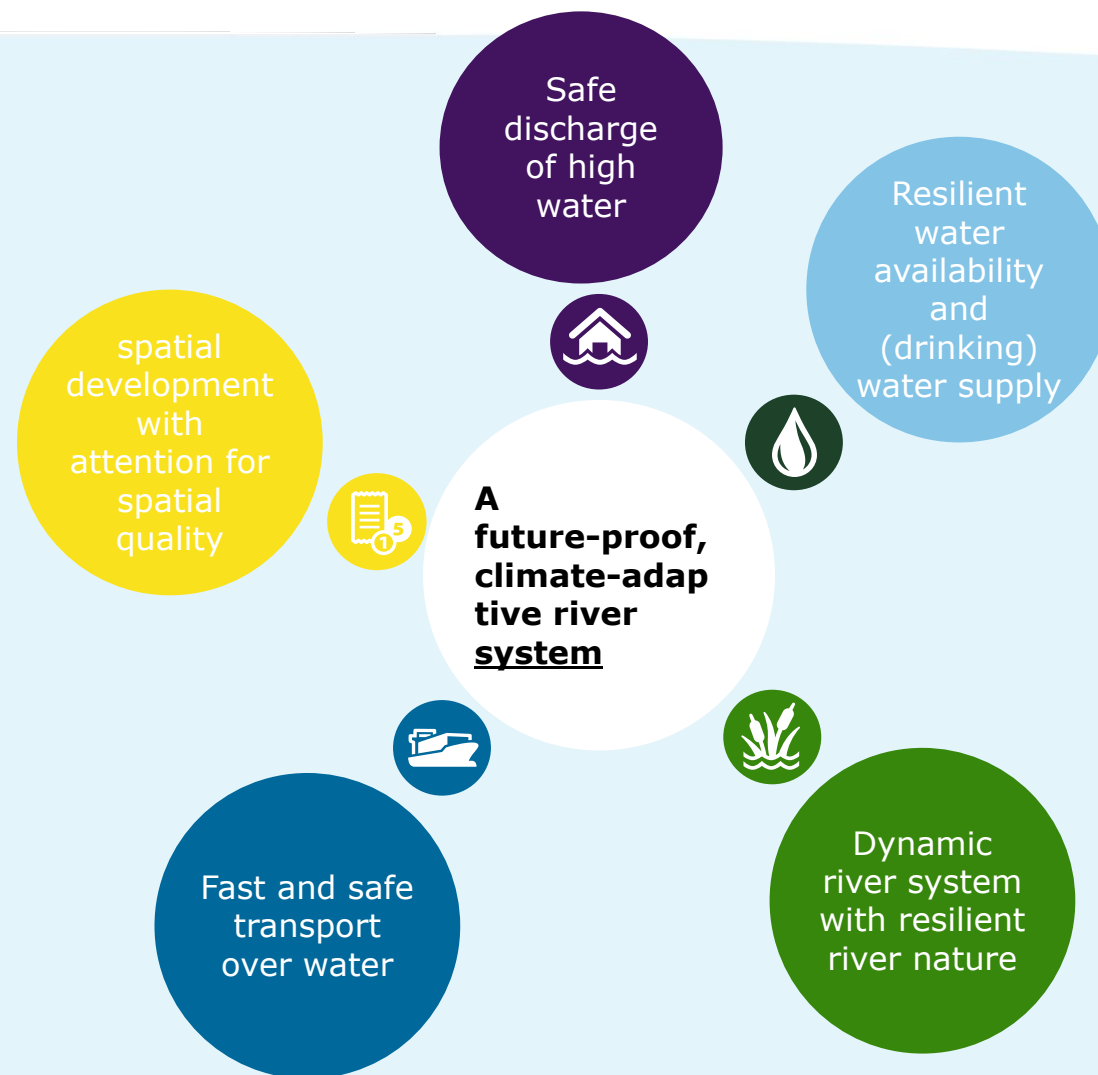 Safe
discharge
of high
water
Resilient
water
availability
and
(drinking)
water supply
spatial
development
with
attention for
spatial
quality
5
1
A
future-proof,
climate-adap
tive river
system
Fast and safe
transport
over water
Dynamic
river system
with resilient
river nature